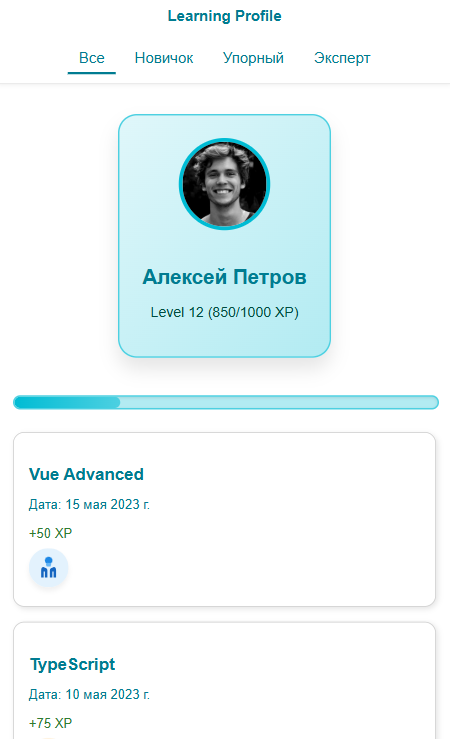 Learning Profile
Все Новичок Упорный Эксперт
Алексей Петров
Level 12 (850/1000 XP)
Vue Advanced
Дата: 15 мая 2023 г.
+50 XP
TypeScript
Дата: 10 мая 2023 г.
+75 XP